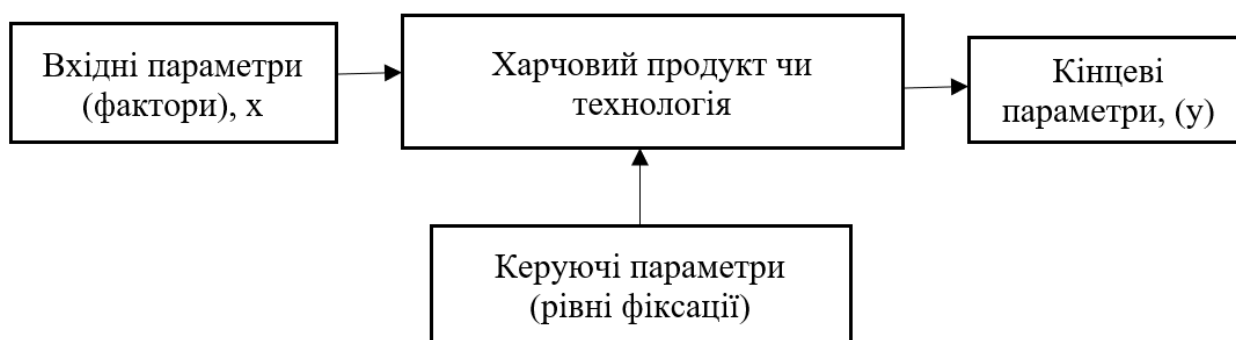 Вхідні параметри
(фактори), х
Харчовий продукт чи
технологія
Кінцеві
параметри, (у)
Керуючі параметри
(рівні фіксації)